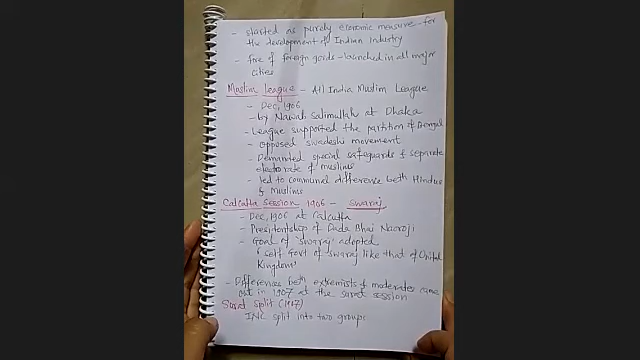 - started as purely economic measure for
the development of Indian Industry
- fire of foreign goods - launched in all major
cities
Muslim League - All India Muslim League
- Dec, 1906
- by Nawab Salimullah at Dhaka
- League supported the partition of Bengal
- opposed swadeshi movement
- Demanded special safeguards & separate
electorate of muslims
- led to communal difference betn Hindus
& Muslims
Calcutta Session 1906 - Swaraj
- Dec, 1906 at Calcutta
- Presidentship of Dada Bhai Naoroji
- Goal of 'swaraj' adopted
'self Govt or swaraj like that of United
Kingdom'
- Differences betn extremists & moderates came
out in 1907 at the surat session
Surat Split (1907)
INC split into two groups